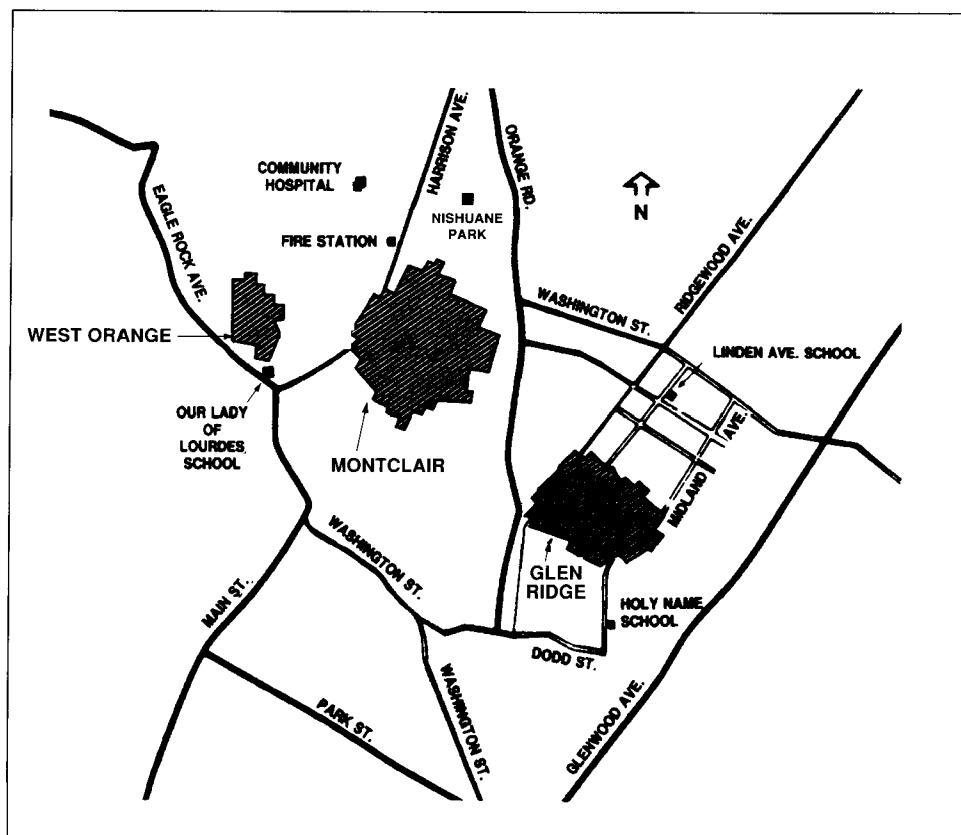 HARRISON AVE.
ORANGE RD.
COMMUNITY
HOSPITAL
NISHUANE
PARK
N
EAGLE ROCK AVE.
FIRE STATION
RIDGEWOOD AVE.
WASHINGTON ST.
WEST ORANGE
LINDEN AVE. SCHOOL
OUR LADY
OF
LOURDES
SCHOOL
MONTCLAIR
MIDLAND AVE.
WASHINGTON ST.
GLEN
RIDGE
MAIN ST.
HOLY NAME
SCHOOL
DODD ST.
WASHINGTON ST.
PARK ST.
GLENWOOD AVE.